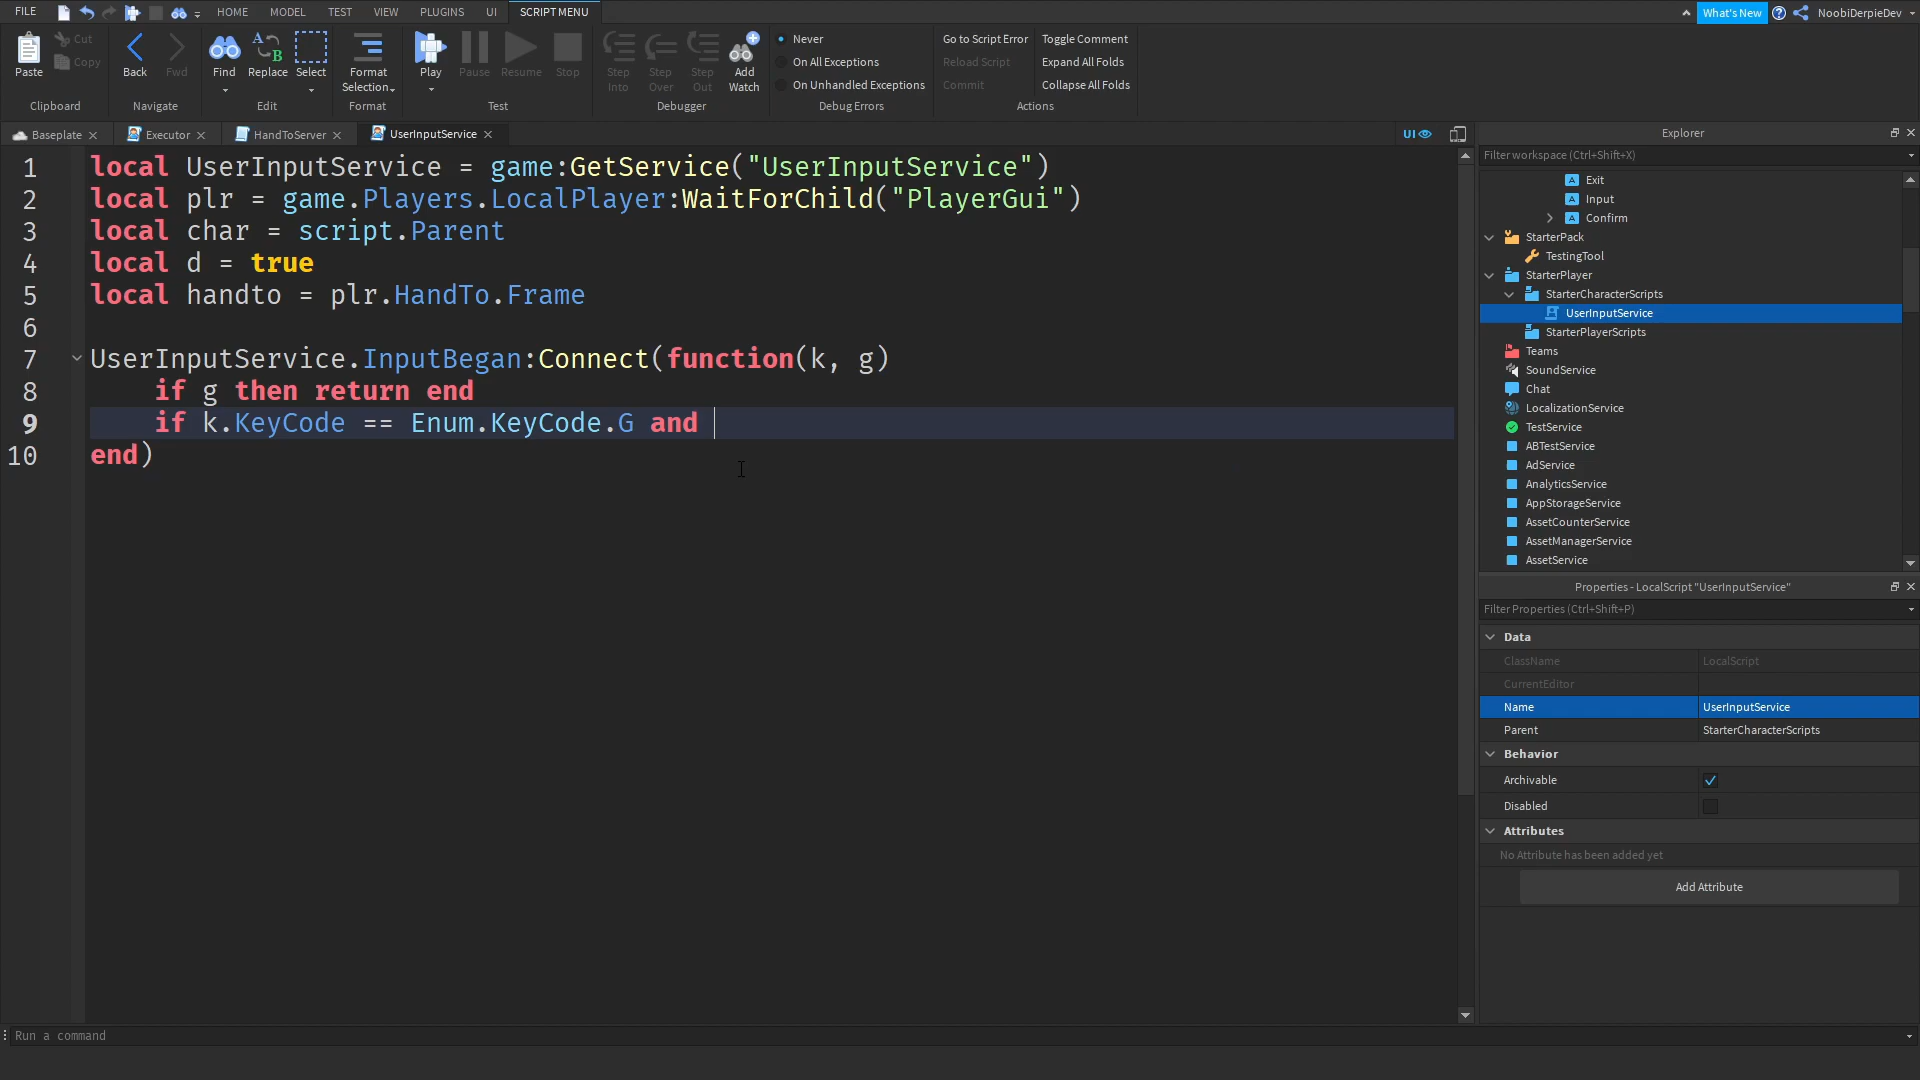 FILE HOME MODEL TEST VIEW PLUGINS UI SCRIPT MENU What's New NoobiDerpieDev
Paste Cut Copy Clipboard
Back Fwd Navigate
Find Replace Select Edit
Format Selection Format
Play Pause Resume Stop Test
Step Into Step Over Step Out Add Watch Debugger
Never
On All Exceptions
On Unhandled Exceptions
Debug Errors
Go to Script Error Toggle Comment
Reload Script Expand All Folds
Commit Collapse All Folds
Actions
Baseplate Executor HandToServer UserInputService UI
1 local UserInputService = game:GetService("UserInputService")
2 local plr = game.Players.LocalPlayer:WaitForChild("PlayerGui")
3 local char = script.Parent
4 local d = true
5 local handto = plr.HandTo.Frame
6
7 UserInputService.InputBegan:Connect(function(k, g)
8 if g then return end
9 if k.KeyCode == Enum.KeyCode.G and
10 end)
Explorer
Filter workspace (Ctrl+Shift+X)
Exit
Input
Confirm
StarterPack
TestingTool
StarterPlayer
StarterCharacterScripts
UserInputService
StarterPlayerScripts
Teams
SoundService
Chat
LocalizationService
TestService
ABTestService
AdService
AnalyticsService
AppStorageService
AssetCounterService
AssetManagerService
AssetService
Properties - LocalScript "UserInputService"
Filter Properties (Ctrl+Shift+P)
Data
ClassName LocalScript
CurrentEditor
Name UserInputService
Parent StarterCharacterScripts
Behavior
Archivable
Disabled
Attributes
No Attribute has been added yet
Add Attribute
Run a command